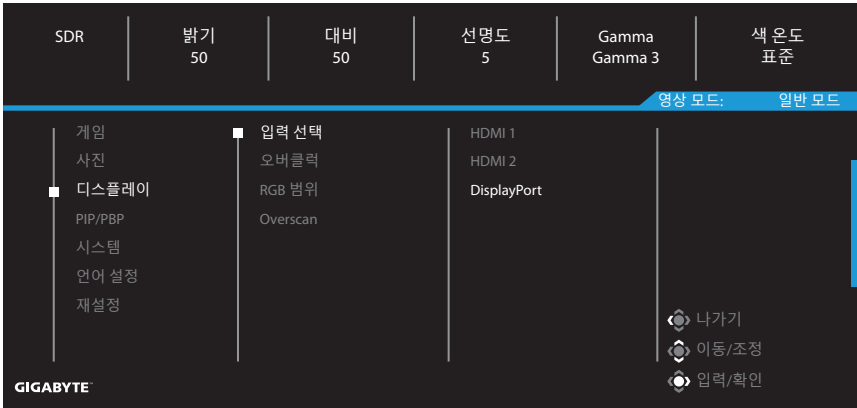 SDR 밝기 대비 선명도 Gamma 색 온도
50 50 5 Gamma 3 표준
영상 모드: 일반 모드
게임 입력 선택 HDMI 1
사진 오버클럭 HDMI 2
디스플레이 RGB 범위 DisplayPort
PIP/PBP Overscan
시스템
언어 설정
재설정
나가기
이동/조정
입력/확인
GIGABYTE™